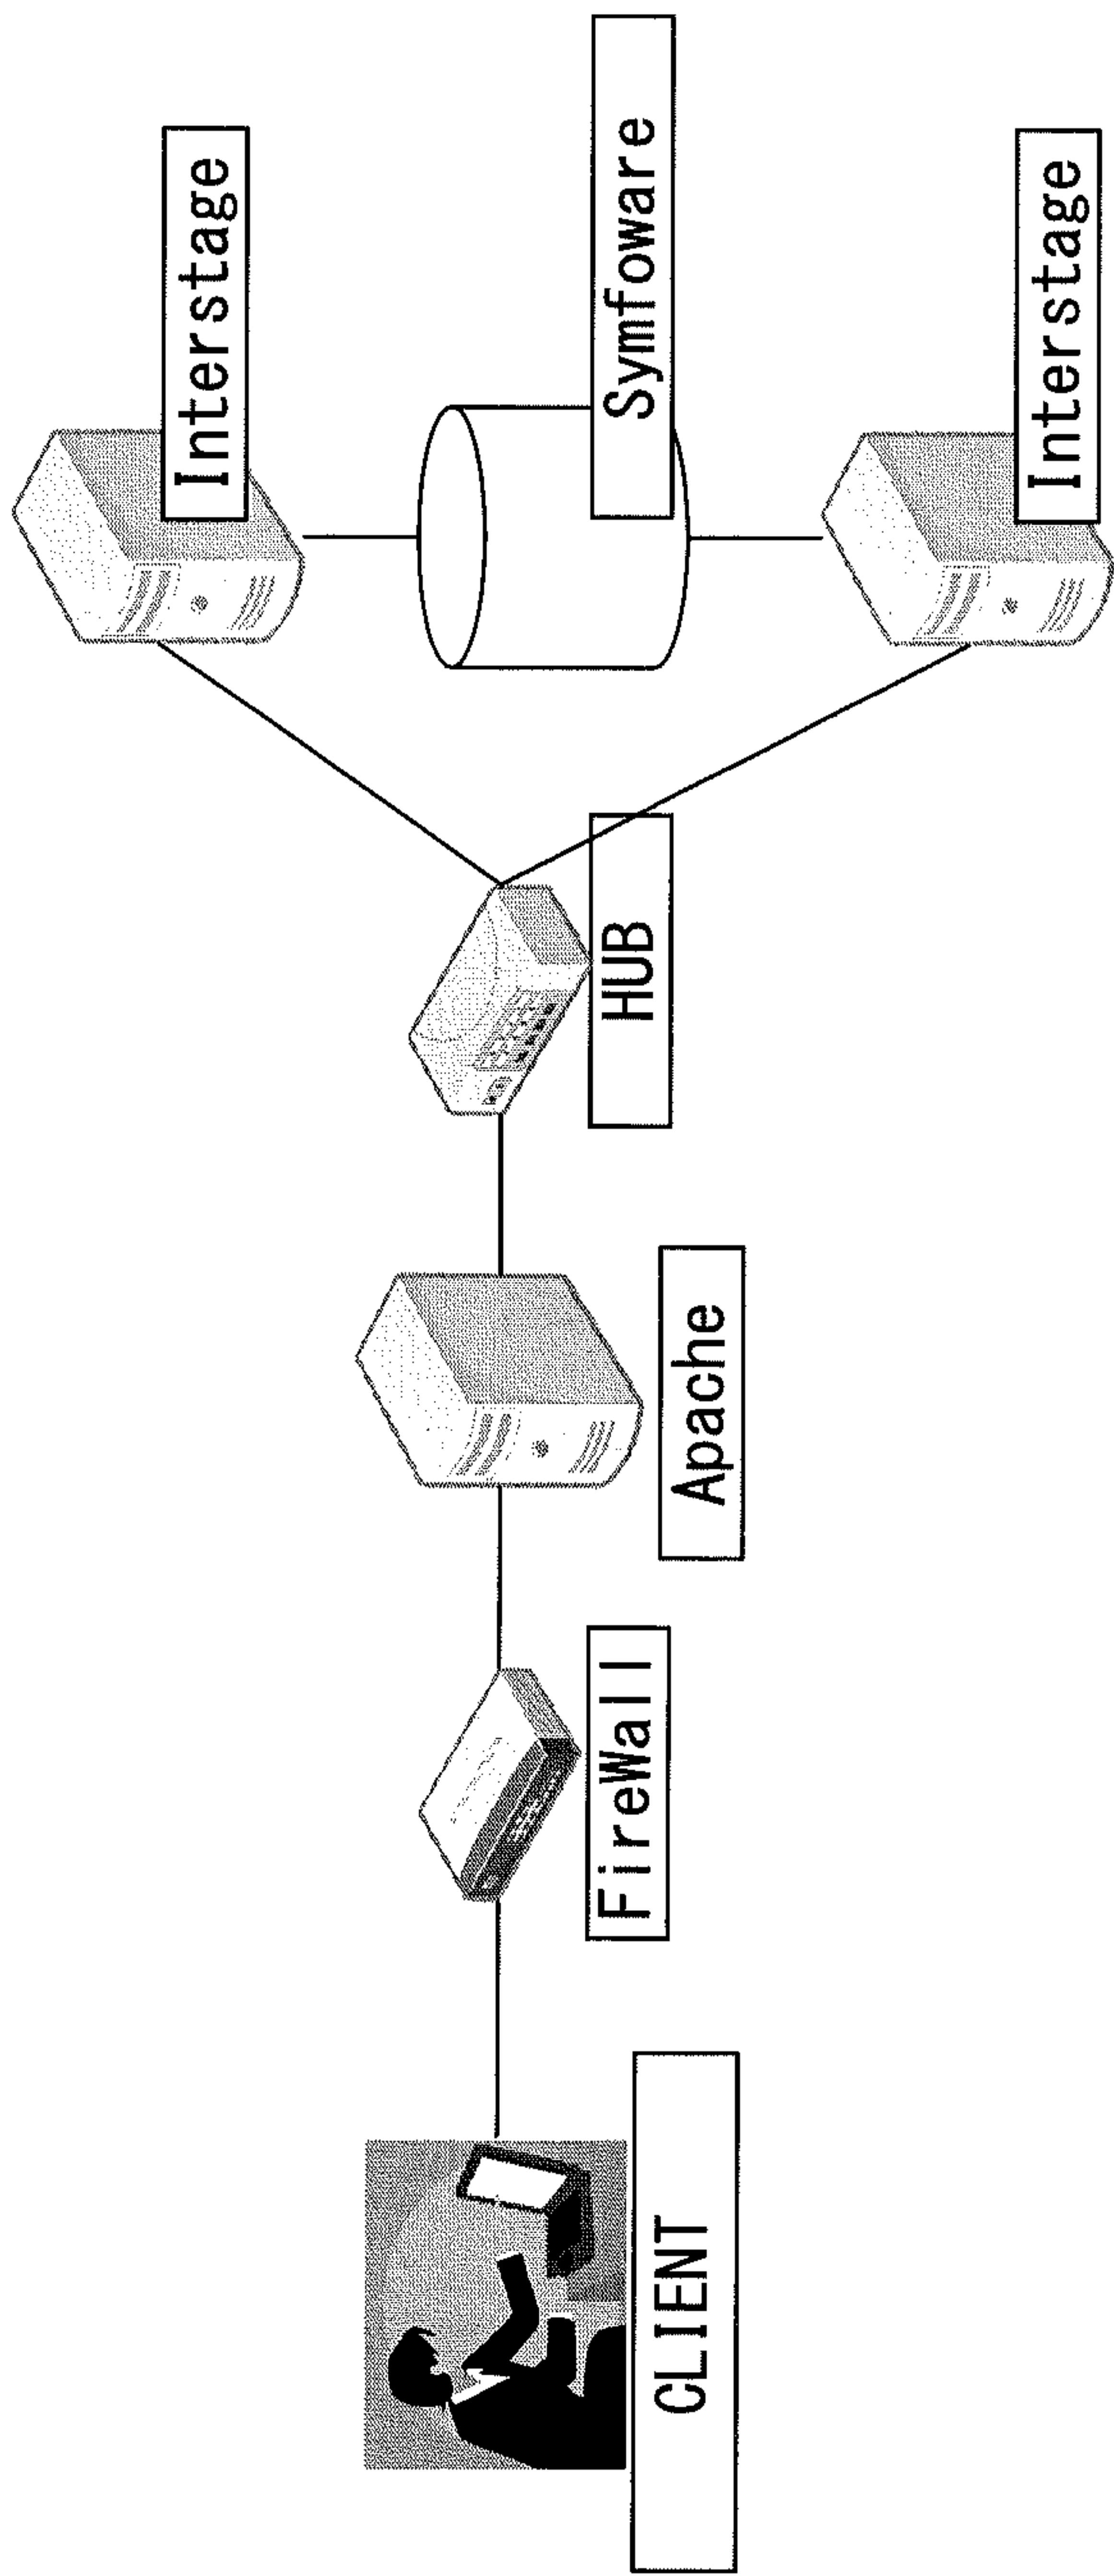 CLIENT
FireWall
Apache
HUB
Interstage
Symfoware
Interstage